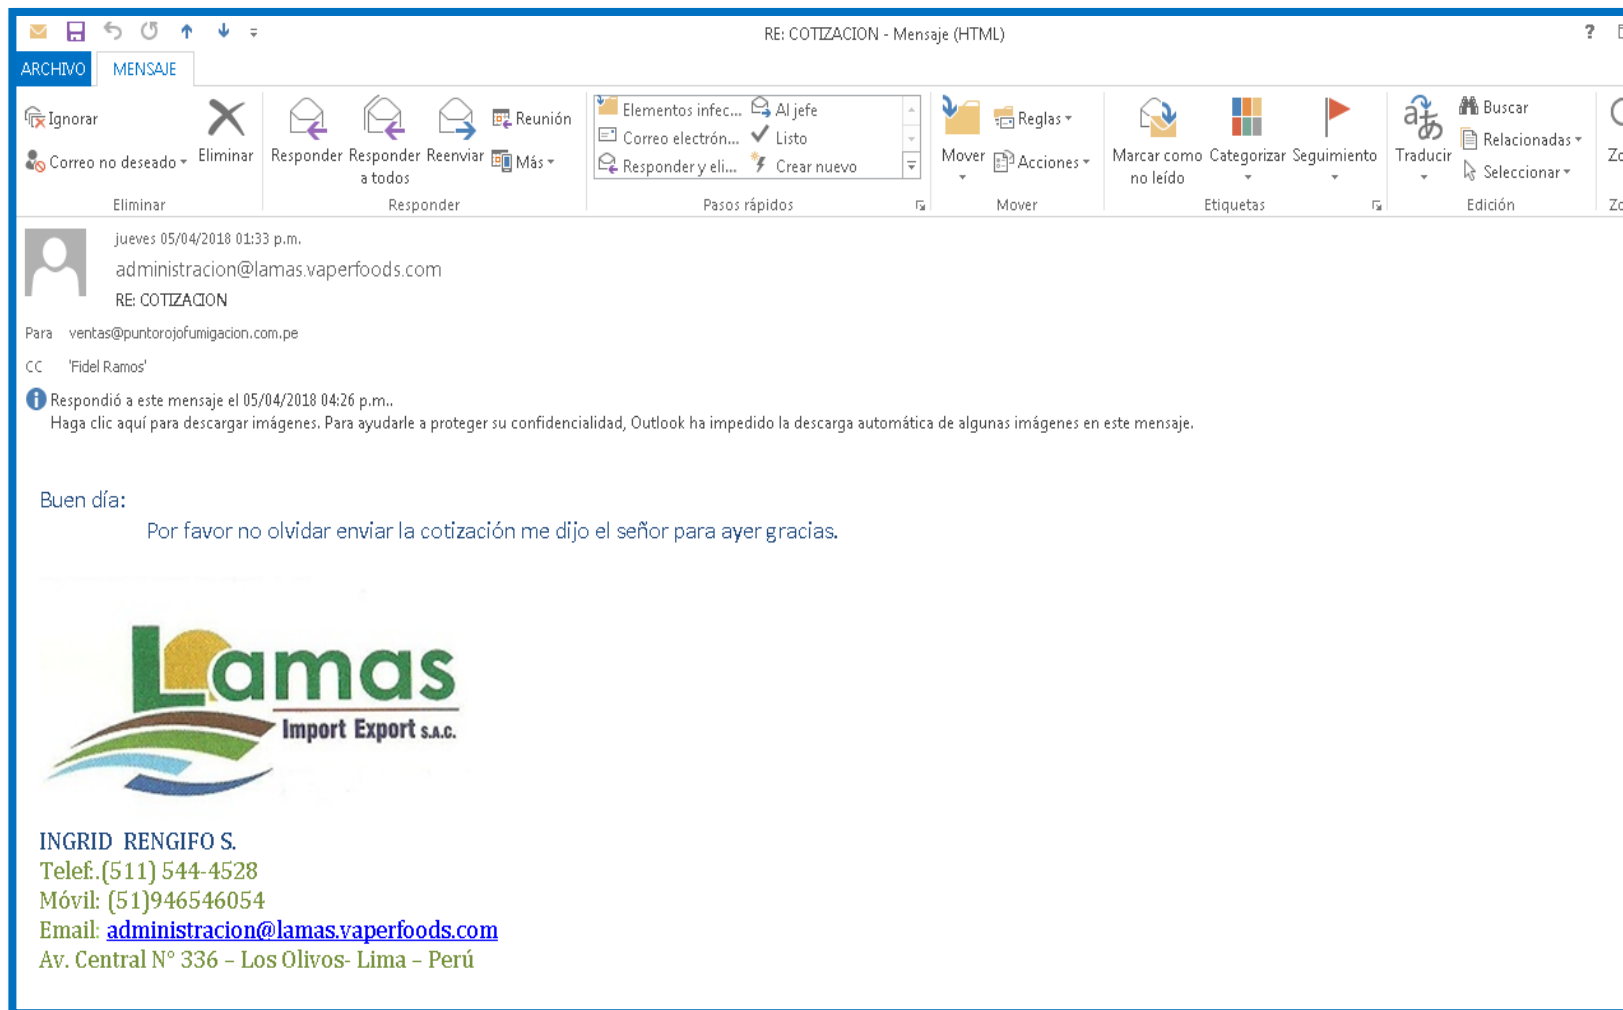 RE: COTIZACION - Mensaje (HTML)
?
ARCHIVO
MENSAJE
Ignorar
Correo no deseado
Eliminar
Eliminar
Responder
Responder a todos
Reenviar
Reunión
Más
Responder
Elementos infec...
Al jefe
Correo electrón...
Listo
Responder y eli...
Crear nuevo
Pasos rápidos
Mover
Reglas
Acciones
Mover
Marcar como no leído
Categorizar
Seguimiento
Etiquetas
Traducir
Buscar
Relacionadas
Seleccionar
Edición
jueves 05/04/2018 01:33 p.m.
administracion@lamas.vaperfoods.com
RE: COTIZACION
Para ventas@puntorojofumigacion.com.pe
CC 'Fidel Ramos'
Respondió a este mensaje el 05/04/2018 04:26 p.m..
Haga clic aquí para descargar imágenes. Para ayudarle a proteger su confidencialidad, Outlook ha impedido la descarga automática de algunas imágenes en este mensaje.
Buen día:
Por favor no olvidar enviar la cotización me dijo el señor para ayer gracias.
Lamas
Import Export S.A.C.
INGRID RENGIFO S.
Telef:.(511) 544-4528
Móvil: (51)946546054
Email: administracion@lamas.vaperfoods.com
Av. Central N° 336 – Los Olivos- Lima – Perú